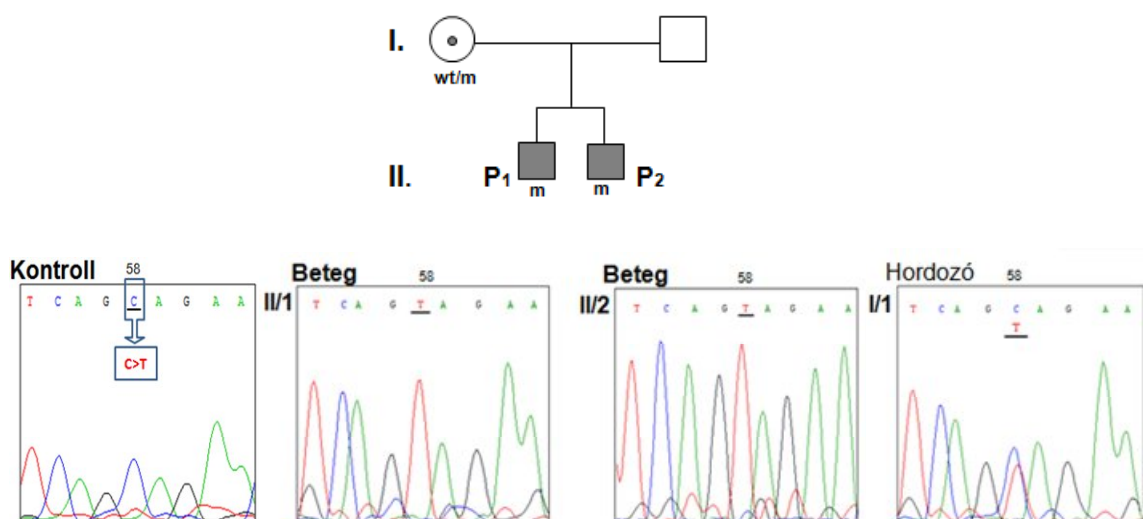 I.
wt/m
II. P1 P2
m m
Kontroll 58
T C A G C A G A A
C>T
Beteg 58
II/1 T C A G T A G A A
Beteg 58
II/2 T C A G T A G A A
Hordozó 58
I/1 T C A G C A G A A
T